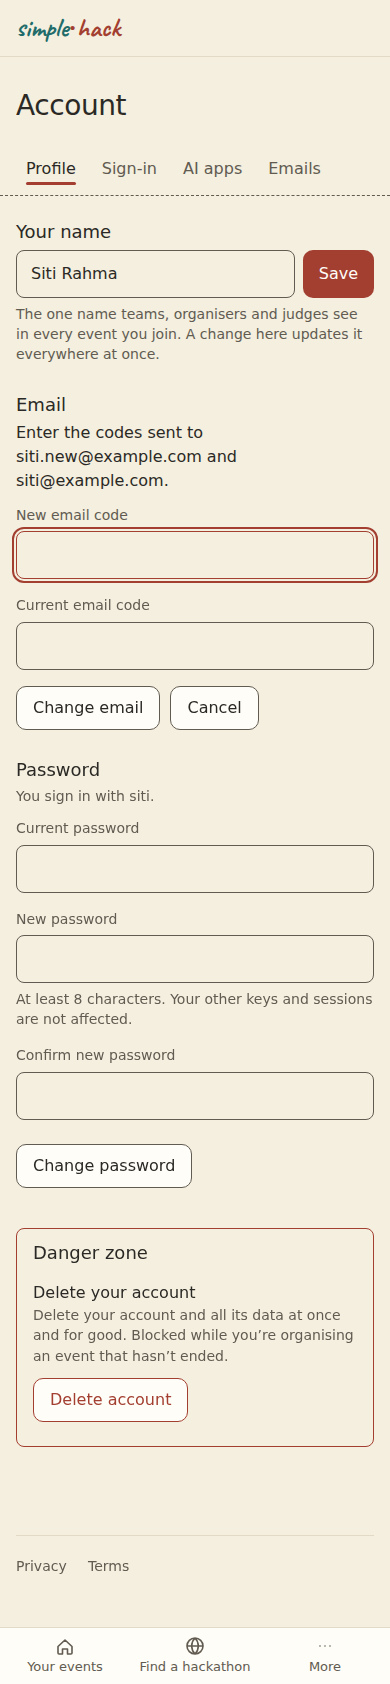 simple·hack
Account
Profile Sign-in AI apps Emails
Your name
Siti Rahma Save
The one name teams, organisers and judges see
in every event you join. A change here updates it
everywhere at once.
Email
Enter the codes sent to
siti.new@example.com and
siti@example.com.
New email code
Current email code
Change email Cancel
Password
You sign in with siti.
Current password
New password
At least 8 characters. Your other keys and sessions
are not affected.
Confirm new password
Change password
Danger zone
Delete your account
Delete your account and all its data at once
and for good. Blocked while you’re organising
an event that hasn’t ended.
Delete account
Privacy Terms
Your events Find a hackathon More